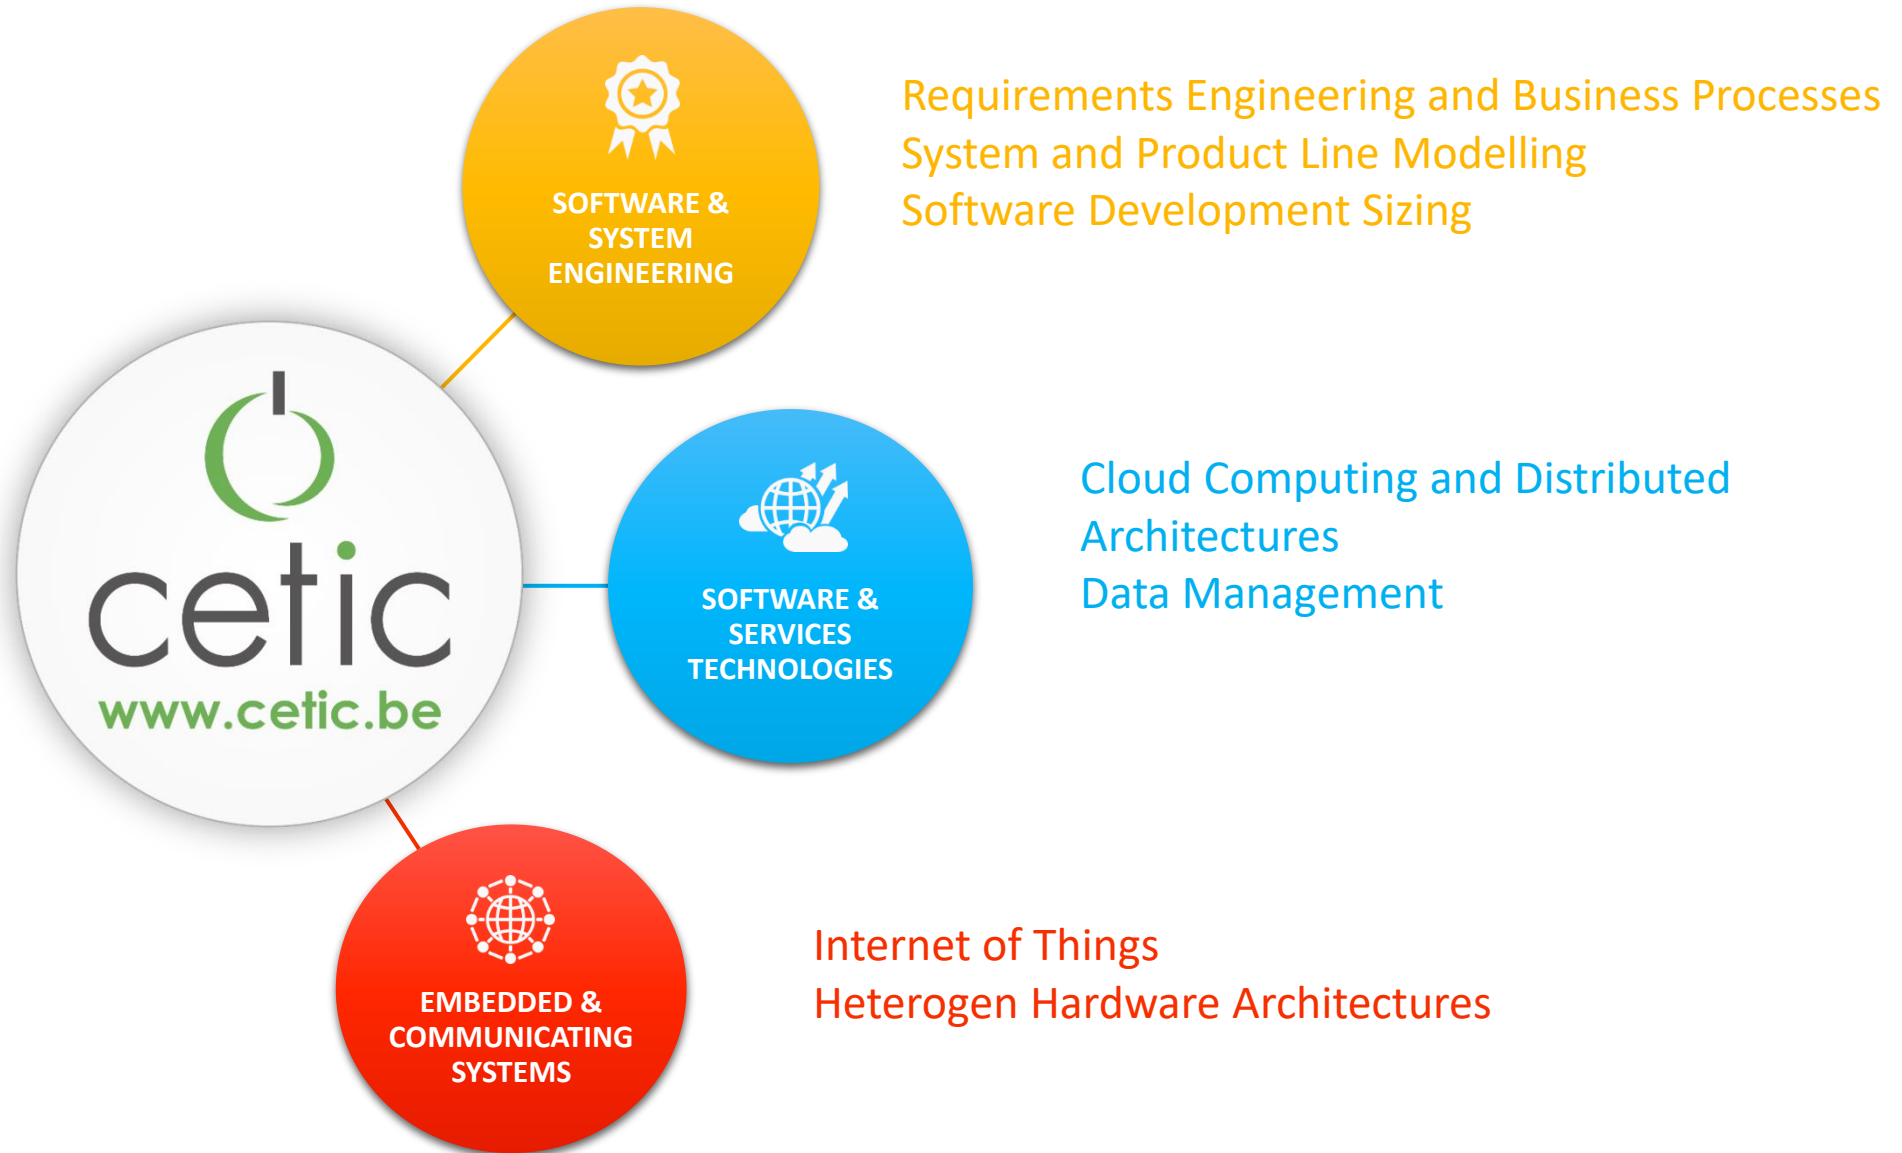 SOFTWARE &
SYSTEM
ENGINEERING
Requirements Engineering and Business Processes
System and Product Line Modelling
Software Development Sizing
cetic
www.cetic.be
SOFTWARE &
SERVICES
TECHNOLOGIES
Cloud Computing and Distributed
Architectures
Data Management
EMBEDDED &
COMMUNICATING
SYSTEMS
Internet of Things
Heterogen Hardware Architectures